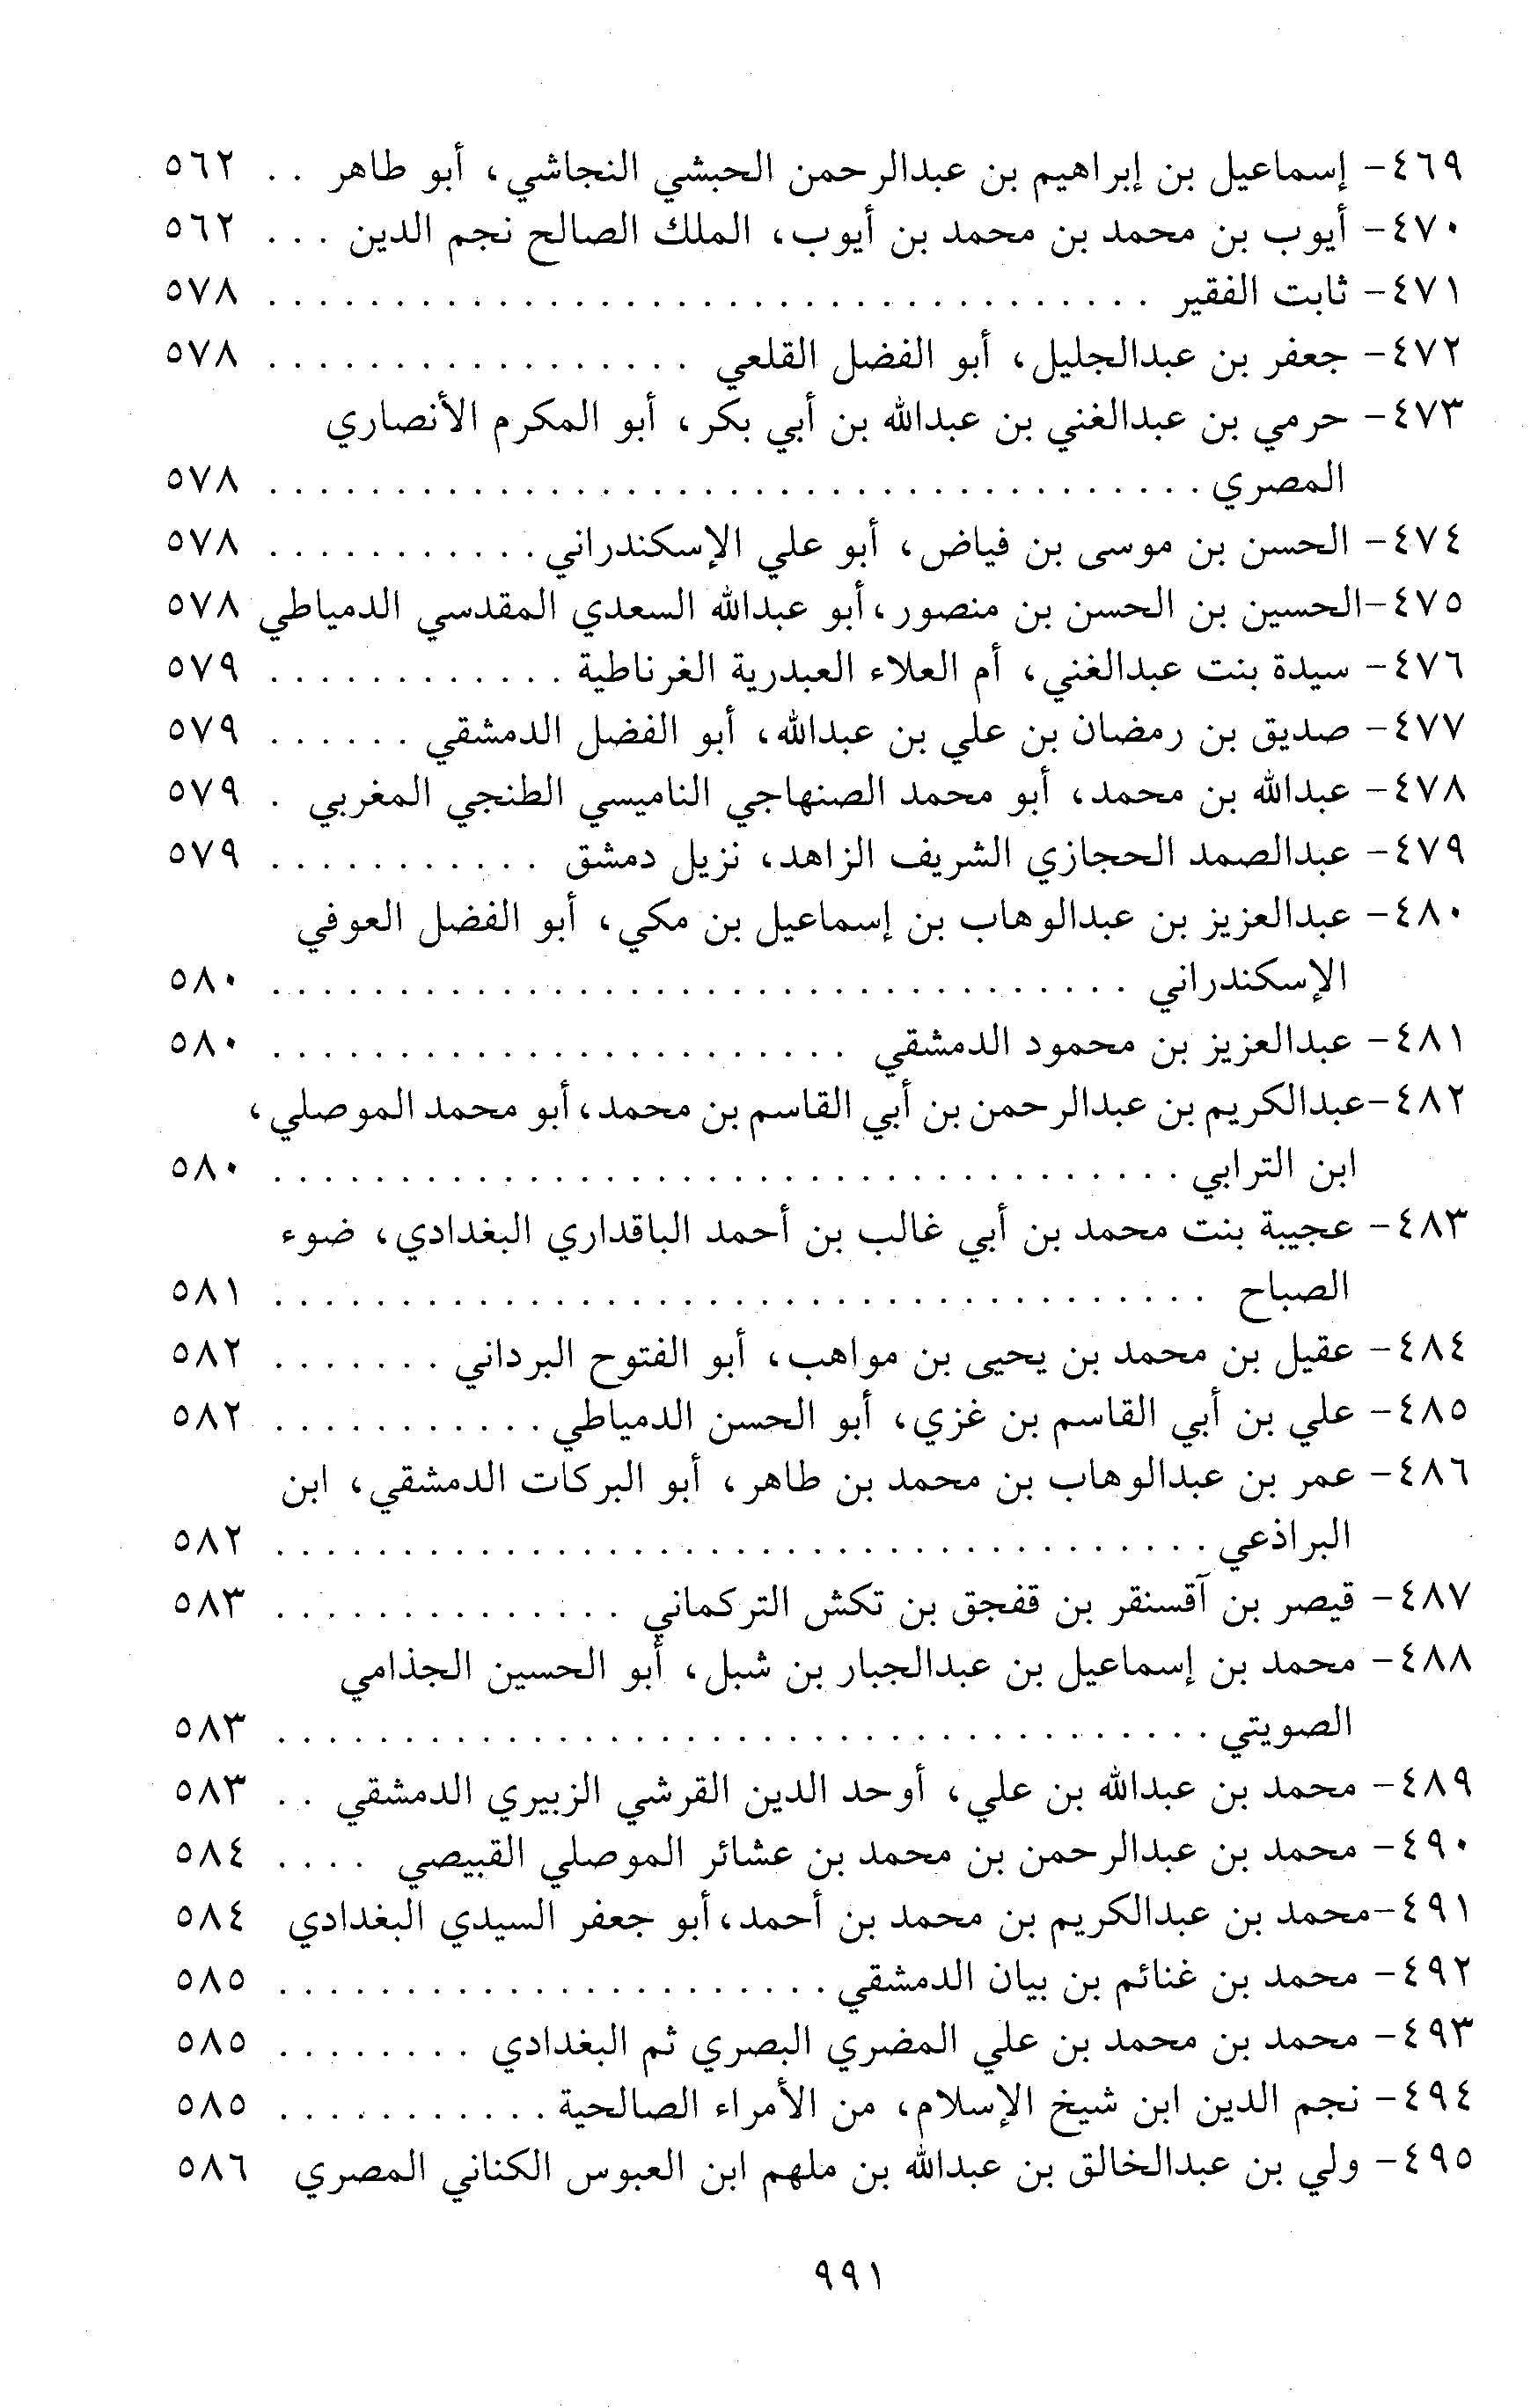 ٤٦٩- إسماعيل بن إبراهيم بن عبدالرحمن الحبشي النجاشي، أبو طاهر . . ٥٦٢
٤٧٠- أيوب بن محمد بن محمد بن أيوب، الملك الصالح نجم الدين . . . ٥٦٢
٤٧١- ثابت الفقير . . . . . . . . . . . . . . . . . . . . . . . . . . . . . . . . . . . ٥٧٨
٤٧٢- جعفر بن عبدالجليل، أبو الفضل القلعي . . . . . . . . . . . . . . . . . ٥٧٨
٤٧٣- حرمي بن عبدالغني بن عبدالله بن أبي بكر، أبو المكرم الأنصاري
المصري . . . . . . . . . . . . . . . . . . . . . . . . . . . . . . . . . . . . . ٥٧٨
٤٧٤- الحسن بن موسى بن فياض، أبو علي الإسكندراني . . . . . . . . . . . ٥٧٨
٤٧٥-الحسين بن الحسن بن منصور، أبو عبدالله السعدي المقدسي الدمياطي ٥٧٨
٤٧٦- سيدة بنت عبدالغني، أم العلاء العبدرية الغرناطية . . . . . . . . . . . . ٥٧٩
٤٧٧- صديق بن رمضان بن علي بن عبدالله، أبو الفضل الدمشقي . . . . . . ٥٧٩
٤٧٨- عبدالله بن محمد، أبو محمد الصنهاجي الناميسي الطنجي المغربي . ٥٧٩
٤٧٩- عبدالصمد الحجازي الشريف الزاهد، نزيل دمشق . . . . . . . . . . . ٥٧٩
٤٨٠- عبدالعزيز بن عبدالوهاب بن إسماعيل بن مكي، أبو الفضل العوفي
الإسكندراني . . . . . . . . . . . . . . . . . . . . . . . . . . . . . . . . . . ٥٨٠
٤٨١- عبدالعزيز بن محمود الدمشقي . . . . . . . . . . . . . . . . . . . . . . . ٥٨٠
٤٨٢-عبدالكريم بن عبدالرحمن بن أبي القاسم بن محمد، أبو محمد الموصلي،
ابن الترابي . . . . . . . . . . . . . . . . . . . . . . . . . . . . . . . . . . . . ٥٨٠
٤٨٣- عجيبة بنت محمد بن أبي غالب بن أحمد الباقداري البغدادي، ضوء
الصباح . . . . . . . . . . . . . . . . . . . . . . . . . . . . . . . . . . . . . ٥٨١
٤٨٤- عقيل بن محمد بن يحيى بن مواهب، أبو الفتوح البرداني . . . . . . . ٥٨٢
٤٨٥- علي بن أبي القاسم بن غزي، أبو الحسن الدمياطي . . . . . . . . . . . ٥٨٢
٤٨٦- عمر بن عبدالوهاب بن محمد بن طاهر، أبو البركات الدمشقي، ابن
البراذعي . . . . . . . . . . . . . . . . . . . . . . . . . . . . . . . . . . . . . ٥٨٢
٤٨٧- قيصر بن آقسنقر بن قفجق بن تكش التركماني . . . . . . . . . . . . . . ٥٨٣
٤٨٨- محمد بن إسماعيل بن عبدالجبار بن شبل، أبو الحسين الجذامي
الصويتي . . . . . . . . . . . . . . . . . . . . . . . . . . . . . . . . . . . . . ٥٨٣
٤٨٩- محمد بن عبدالله بن علي، أوحد الدين القرشي الزبيري الدمشقي . . ٥٨٣
٤٩٠- محمد بن عبدالرحمن بن محمد بن عشائر الموصلي القبيصي . . . . ٥٨٤
٤٩١-محمد بن عبدالكريم بن محمد بن أحمد، أبو جعفر السيدي البغدادي ٥٨٤
٤٩٢- محمد بن غنائم بن بيان الدمشقي . . . . . . . . . . . . . . . . . . . . . . ٥٨٥
٤٩٣- محمد بن محمد بن علي المضري البصري ثم البغدادي . . . . . . . . ٥٨٥
٤٩٤- نجم الدين ابن شيخ الإسلام، من الأمراء الصالحية . . . . . . . . . . . ٥٨٥
٤٩٥- ولي بن عبدالخالق بن عبدالله بن ملهم ابن العبوس الكناني المصري ٥٨٦
٩٩١